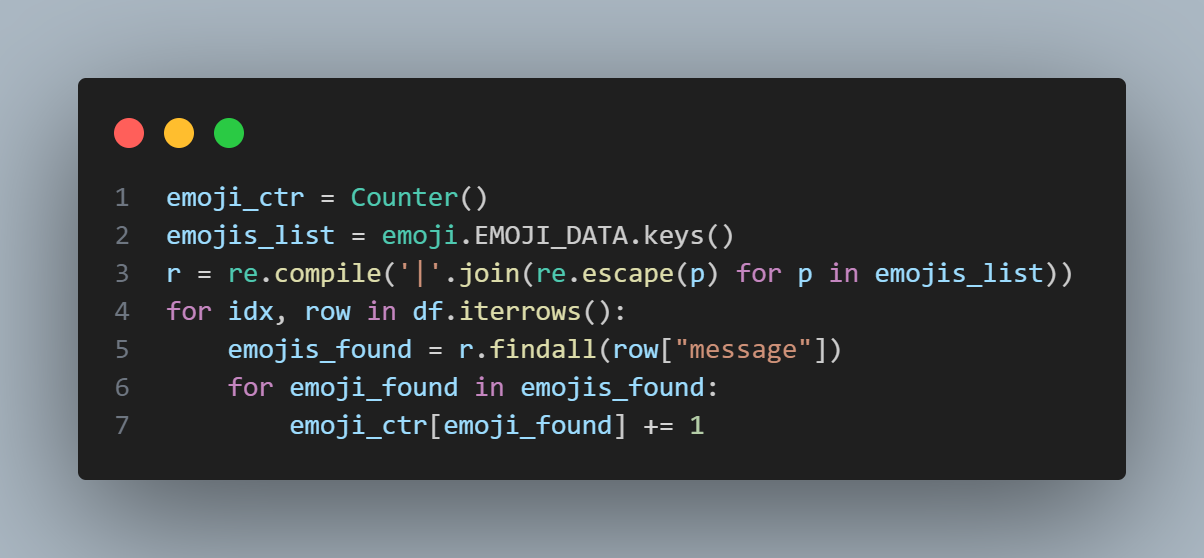 1 emoji_ctr = Counter()
2 emojis_list = emoji.EMOJI_DATA.keys()
3 r = re.compile('|'.join(re.escape(p) for p in emojis_list))
4 for idx, row in df.iterrows():
5     emojis_found = r.findall(row["message"])
6     for emoji_found in emojis_found:
7         emoji_ctr[emoji_found] += 1